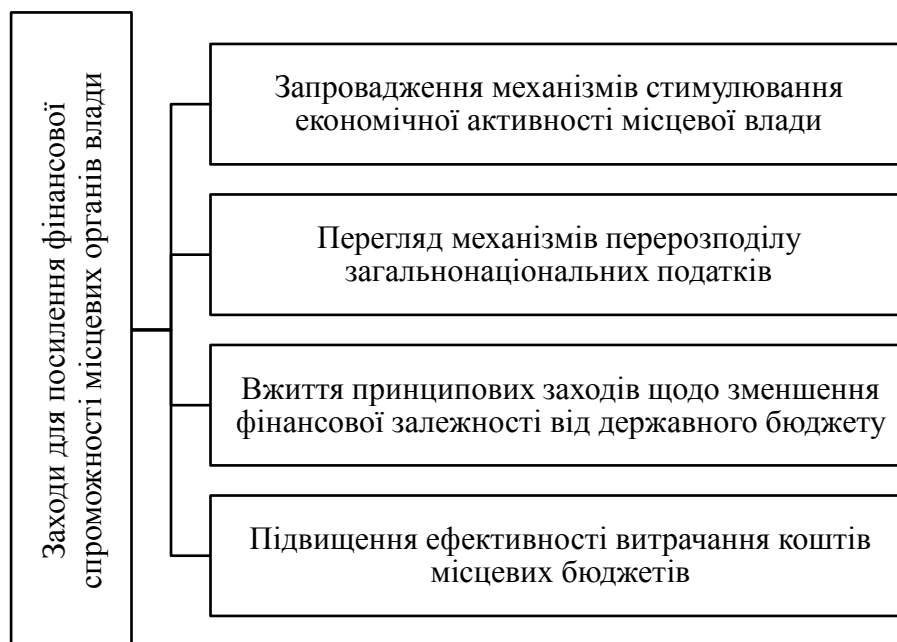 Заходи для посилення фінансової
спроможності місцевих органів влади
Запровадження механізмів стимулювання
економічної активності місцевої влади
Перегляд механізмів перерозподілу
загальнонаціональних податків
Вжиття принципових заходів щодо зменшення
фінансової залежності від державного бюджету
Підвищення ефективності витрачання коштів
місцевих бюджетів